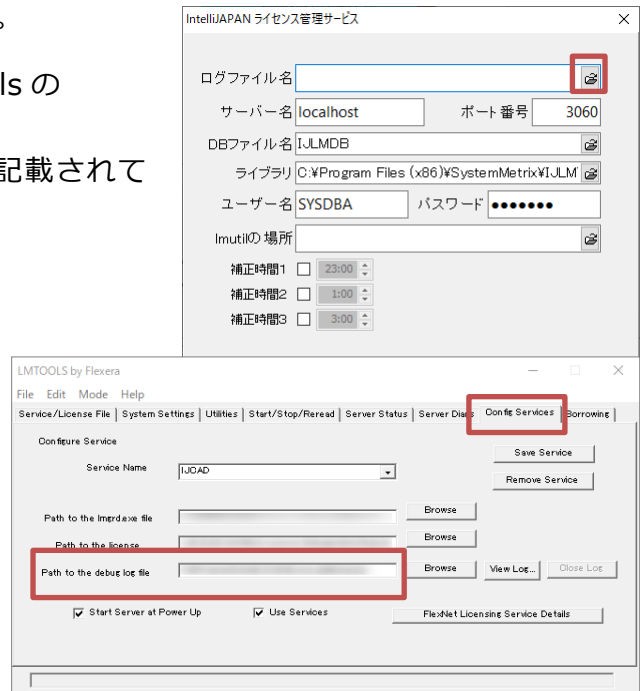 。
IntelliJAPAN ライセンス管理サービス
ls の
ログファイル名
サーバー名 localhost ポート番号 3060
記載されて
DBファイル名 IJLMDB
ライブラリ C:¥Program Files (x86)¥SystemMetrix¥IJLM
ユーザー名 SYSDBA パスワード ●●●●●●●
lmutilの場所
補正時間1 23:00
補正時間2 1:00
補正時間3 3:00
LMTOOLS by Flexera
File Edit Mode Help
Service/License File System Settings Utilities Start/Stop/Reread Server Status Server Diags Config Services Borrowing
Configure Service
Save Service
Service Name IJCAD
Remove Service
Path to the lmgrd.exe file Browse
Path to the license Browse
Path to the debug log file Browse View Log... Close Log
Start Server at Power Up Use Services FlexNet Licensing Service Details